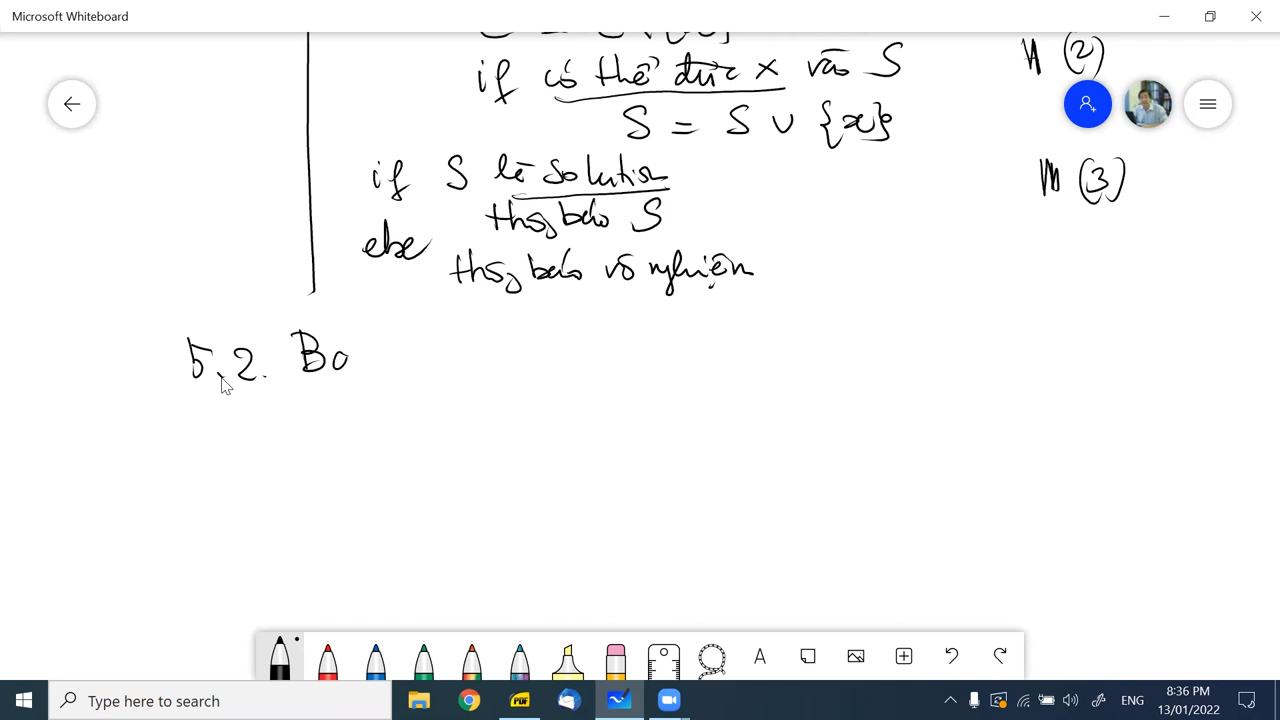 Microsoft Whiteboard
if có thể đưa x vào S
S = S ∪ {x}
(2)
if S là solution
(3)
thông báo S
else
thông báo vô nghiệm
5.2. Bo
Type here to search
ENG
8:36 PM
13/01/2022